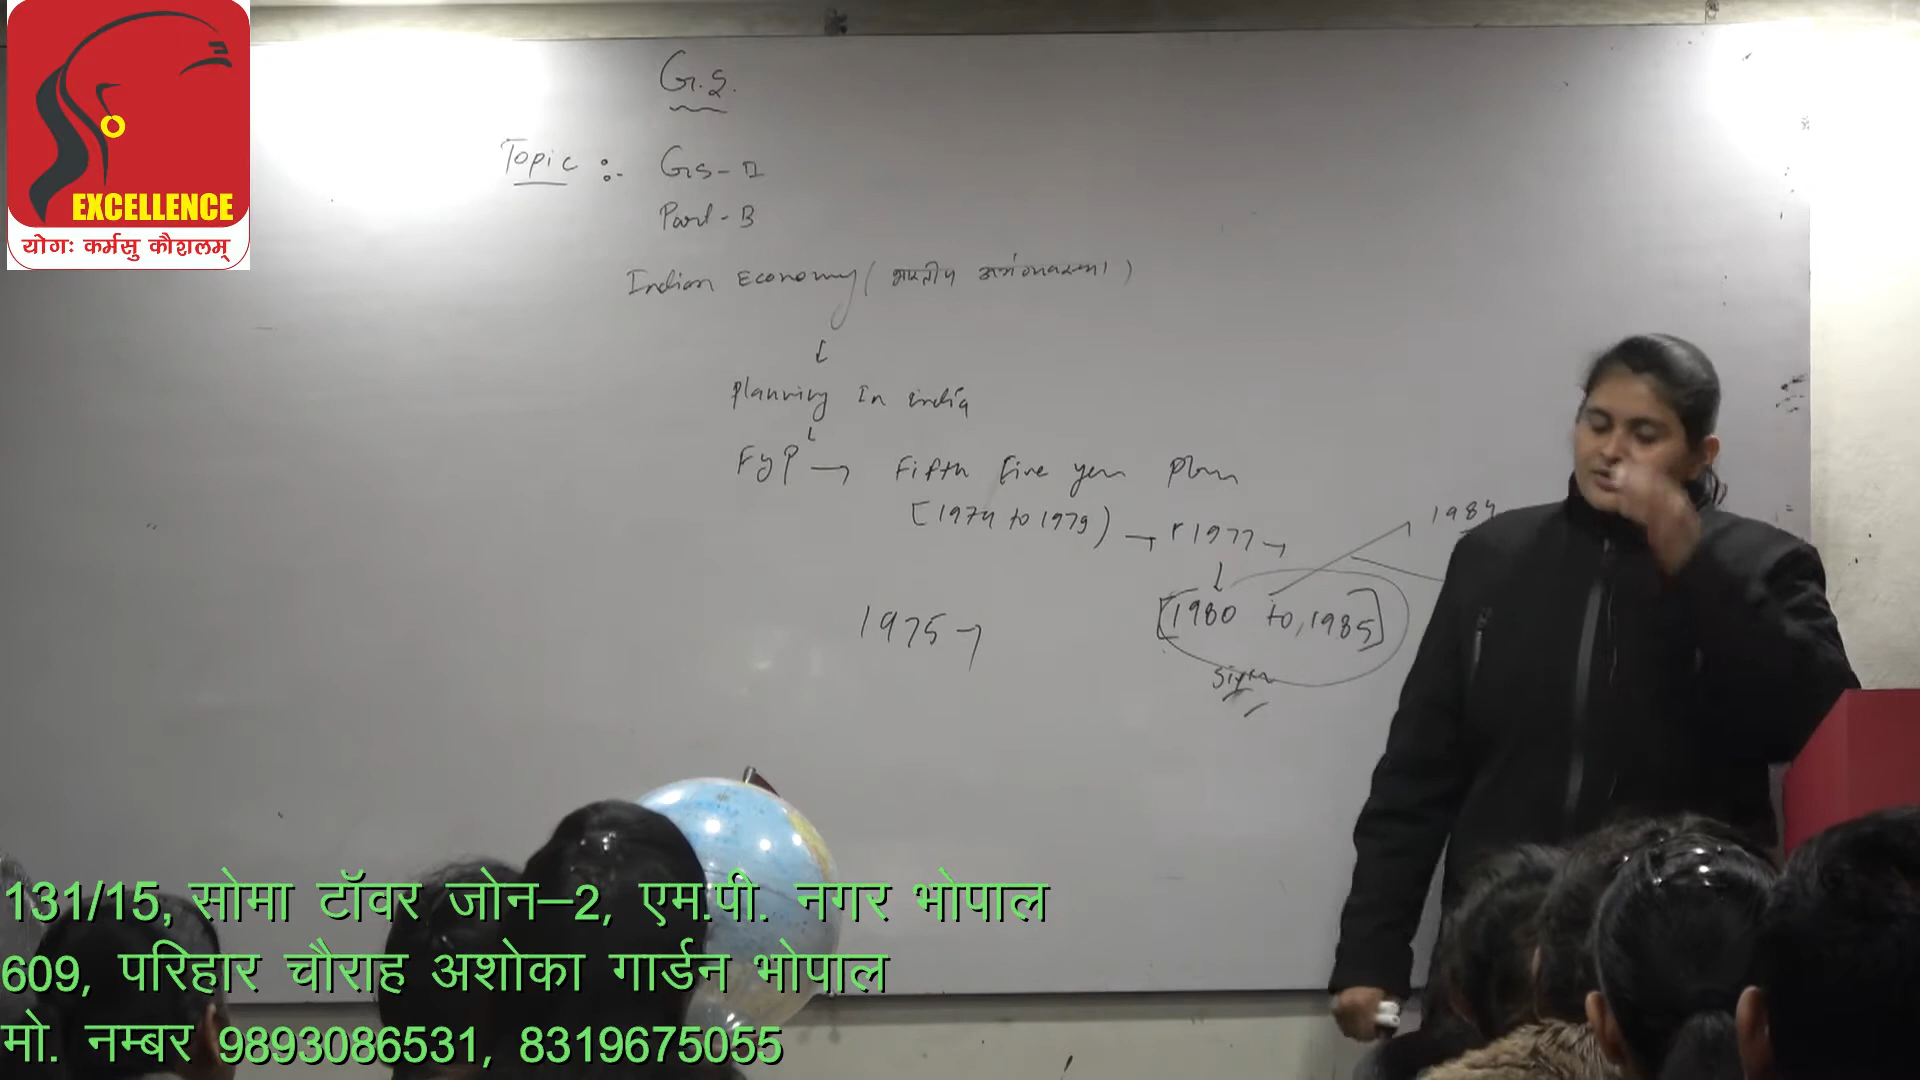 EXCELLENCE
योगः कर्मसु कौशलम्
G.S.
Topic :- GS-II
Part-B
Indian Economy (भारतीय अर्थव्यवस्था)
Planning In india
FYP → Fifth five year plan
[1974 to 1979) → 1977 →
1984
[1980 to, 1985]
1975 →
131/15, सोमा टॉवर जोन–2, एम.पी. नगर भोपाल
609, परिहार चौराह अशोका गार्डन भोपाल
मो. नम्बर 9893086531, 8319675055